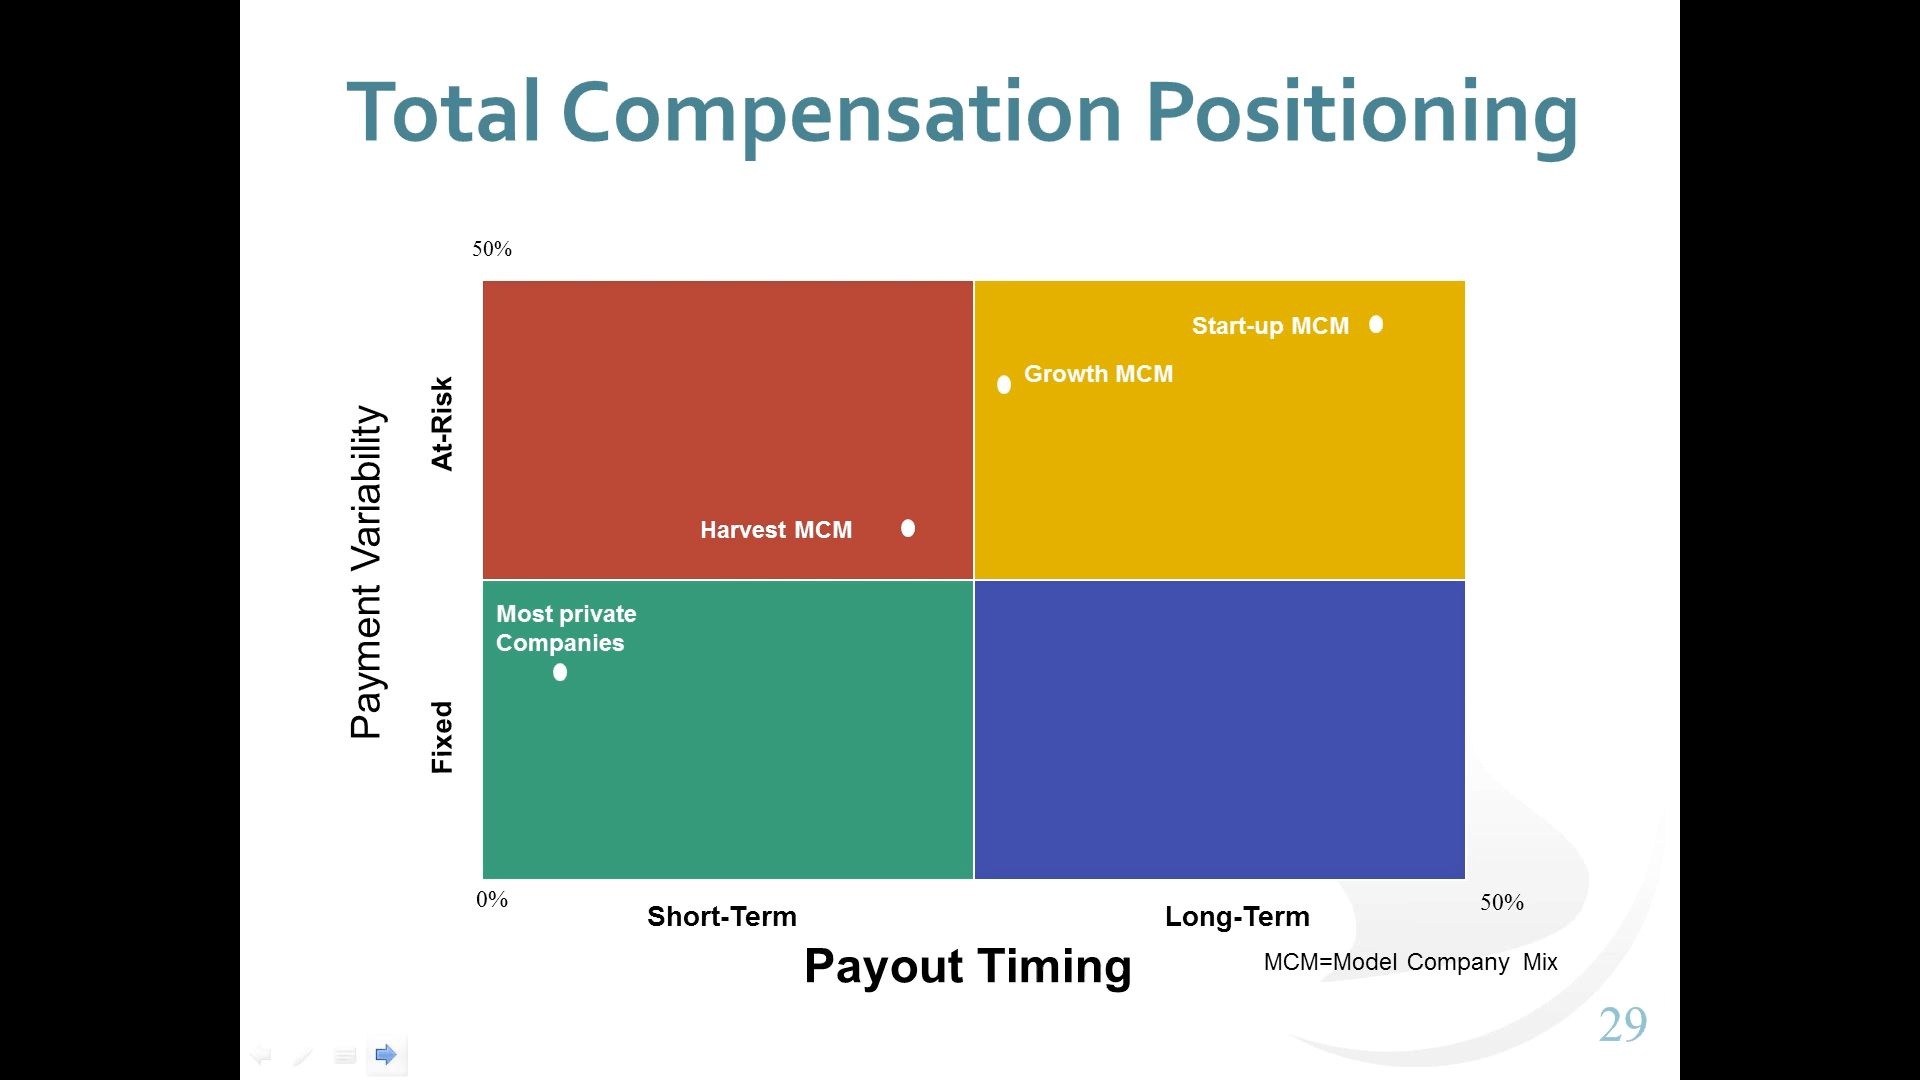 Total Compensation Positioning
50%
Start-up MCM
Growth MCM
At-Risk
Payment Variability
Harvest MCM
Most private
Companies
Fixed
0%
50%
Short-Term
Long-Term
Payout Timing
MCM=Model Company Mix
29